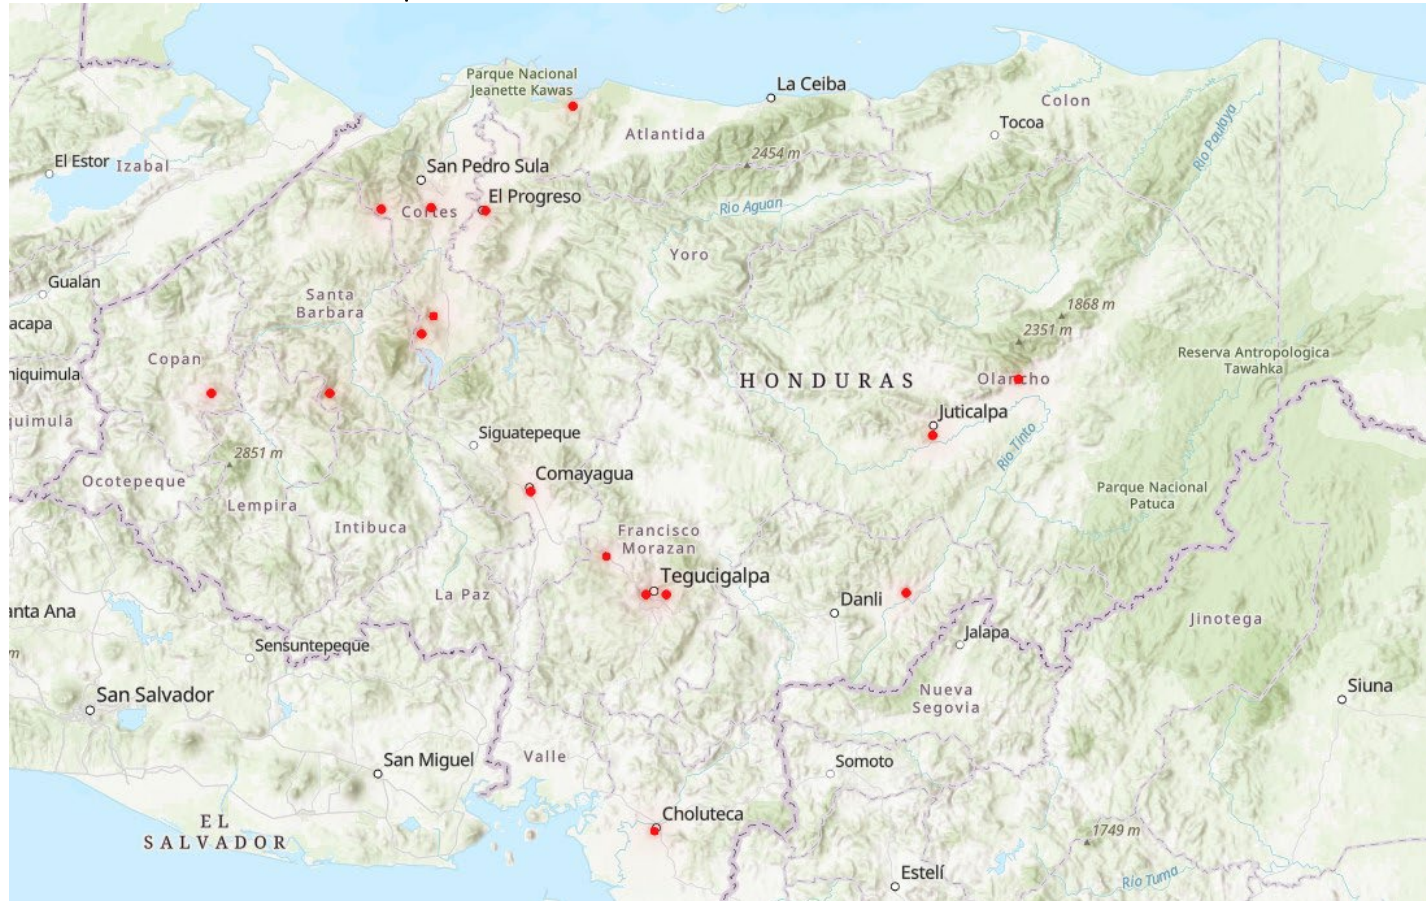 Parque Nacional
Jeanette Kawas
La Ceiba
Colon
Tocoa
Atlantida
2454 m
Rio Paulaya
El Estor
Izabal
San Pedro Sula
El Progreso
Cortes
Rio Aguan
Yoro
Gualan
Santa
Barbara
1868 m
2351 m
acapa
Copan
Reserva Antropologica
Tawahka
hiquimula
HONDURAS
Olancho
Juticalpa
quimula
Siguatepeque
2851 m
Rio Tinto
Comayagua
Ocotepeque
Parque Nacional
Patuca
Lempira
Intibuca
Francisco
Morazan
Tegucigalpa
La Paz
Danli
anta Ana
Jinotega
Jalapa
Sensuntepeque
m
San Salvador
Nueva
Segovia
Siuna
San Miguel
Valle
Somoto
Choluteca
EL
SALVADOR
1749 m
Estelí
Rio Tuma